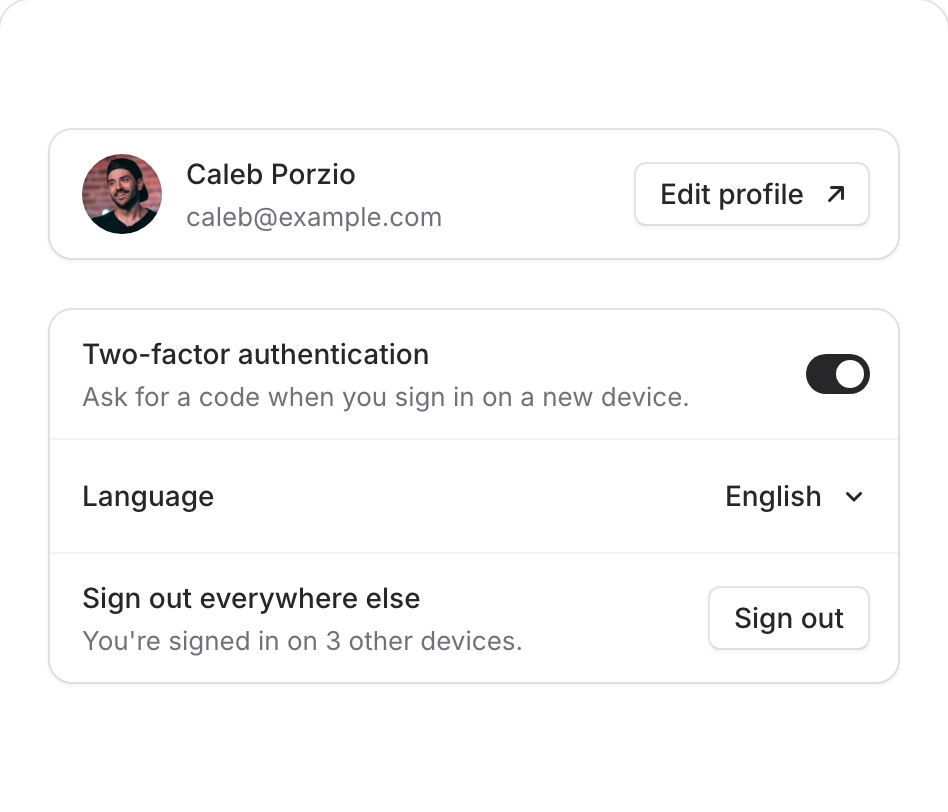 Caleb Porzio
caleb@example.com
Edit profile
Two-factor authentication
Ask for a code when you sign in on a new device.
Language
English
Sign out everywhere else
You're signed in on 3 other devices.
Sign out